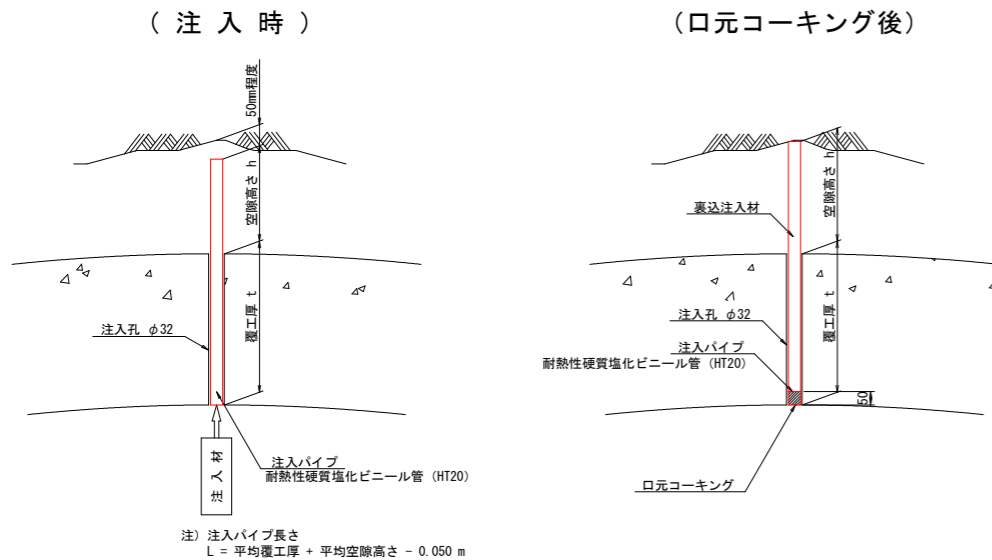 ( 注 入 時 )
50mm程度
空隙高さ h
覆工厚 t
注入孔 φ32
注 入 材
注入パイプ
耐熱性硬質塩化ビニール管 (HT20)
注) 注入パイプ長さ
L = 平均覆工厚 + 平均空隙高さ - 0.050 m
(口元コーキング後)
空隙高さ h
裏込注入材
覆工厚 t
注入孔 φ32
注入パイプ
耐熱性硬質塩化ビニール管 (HT20)
50
口元コーキング